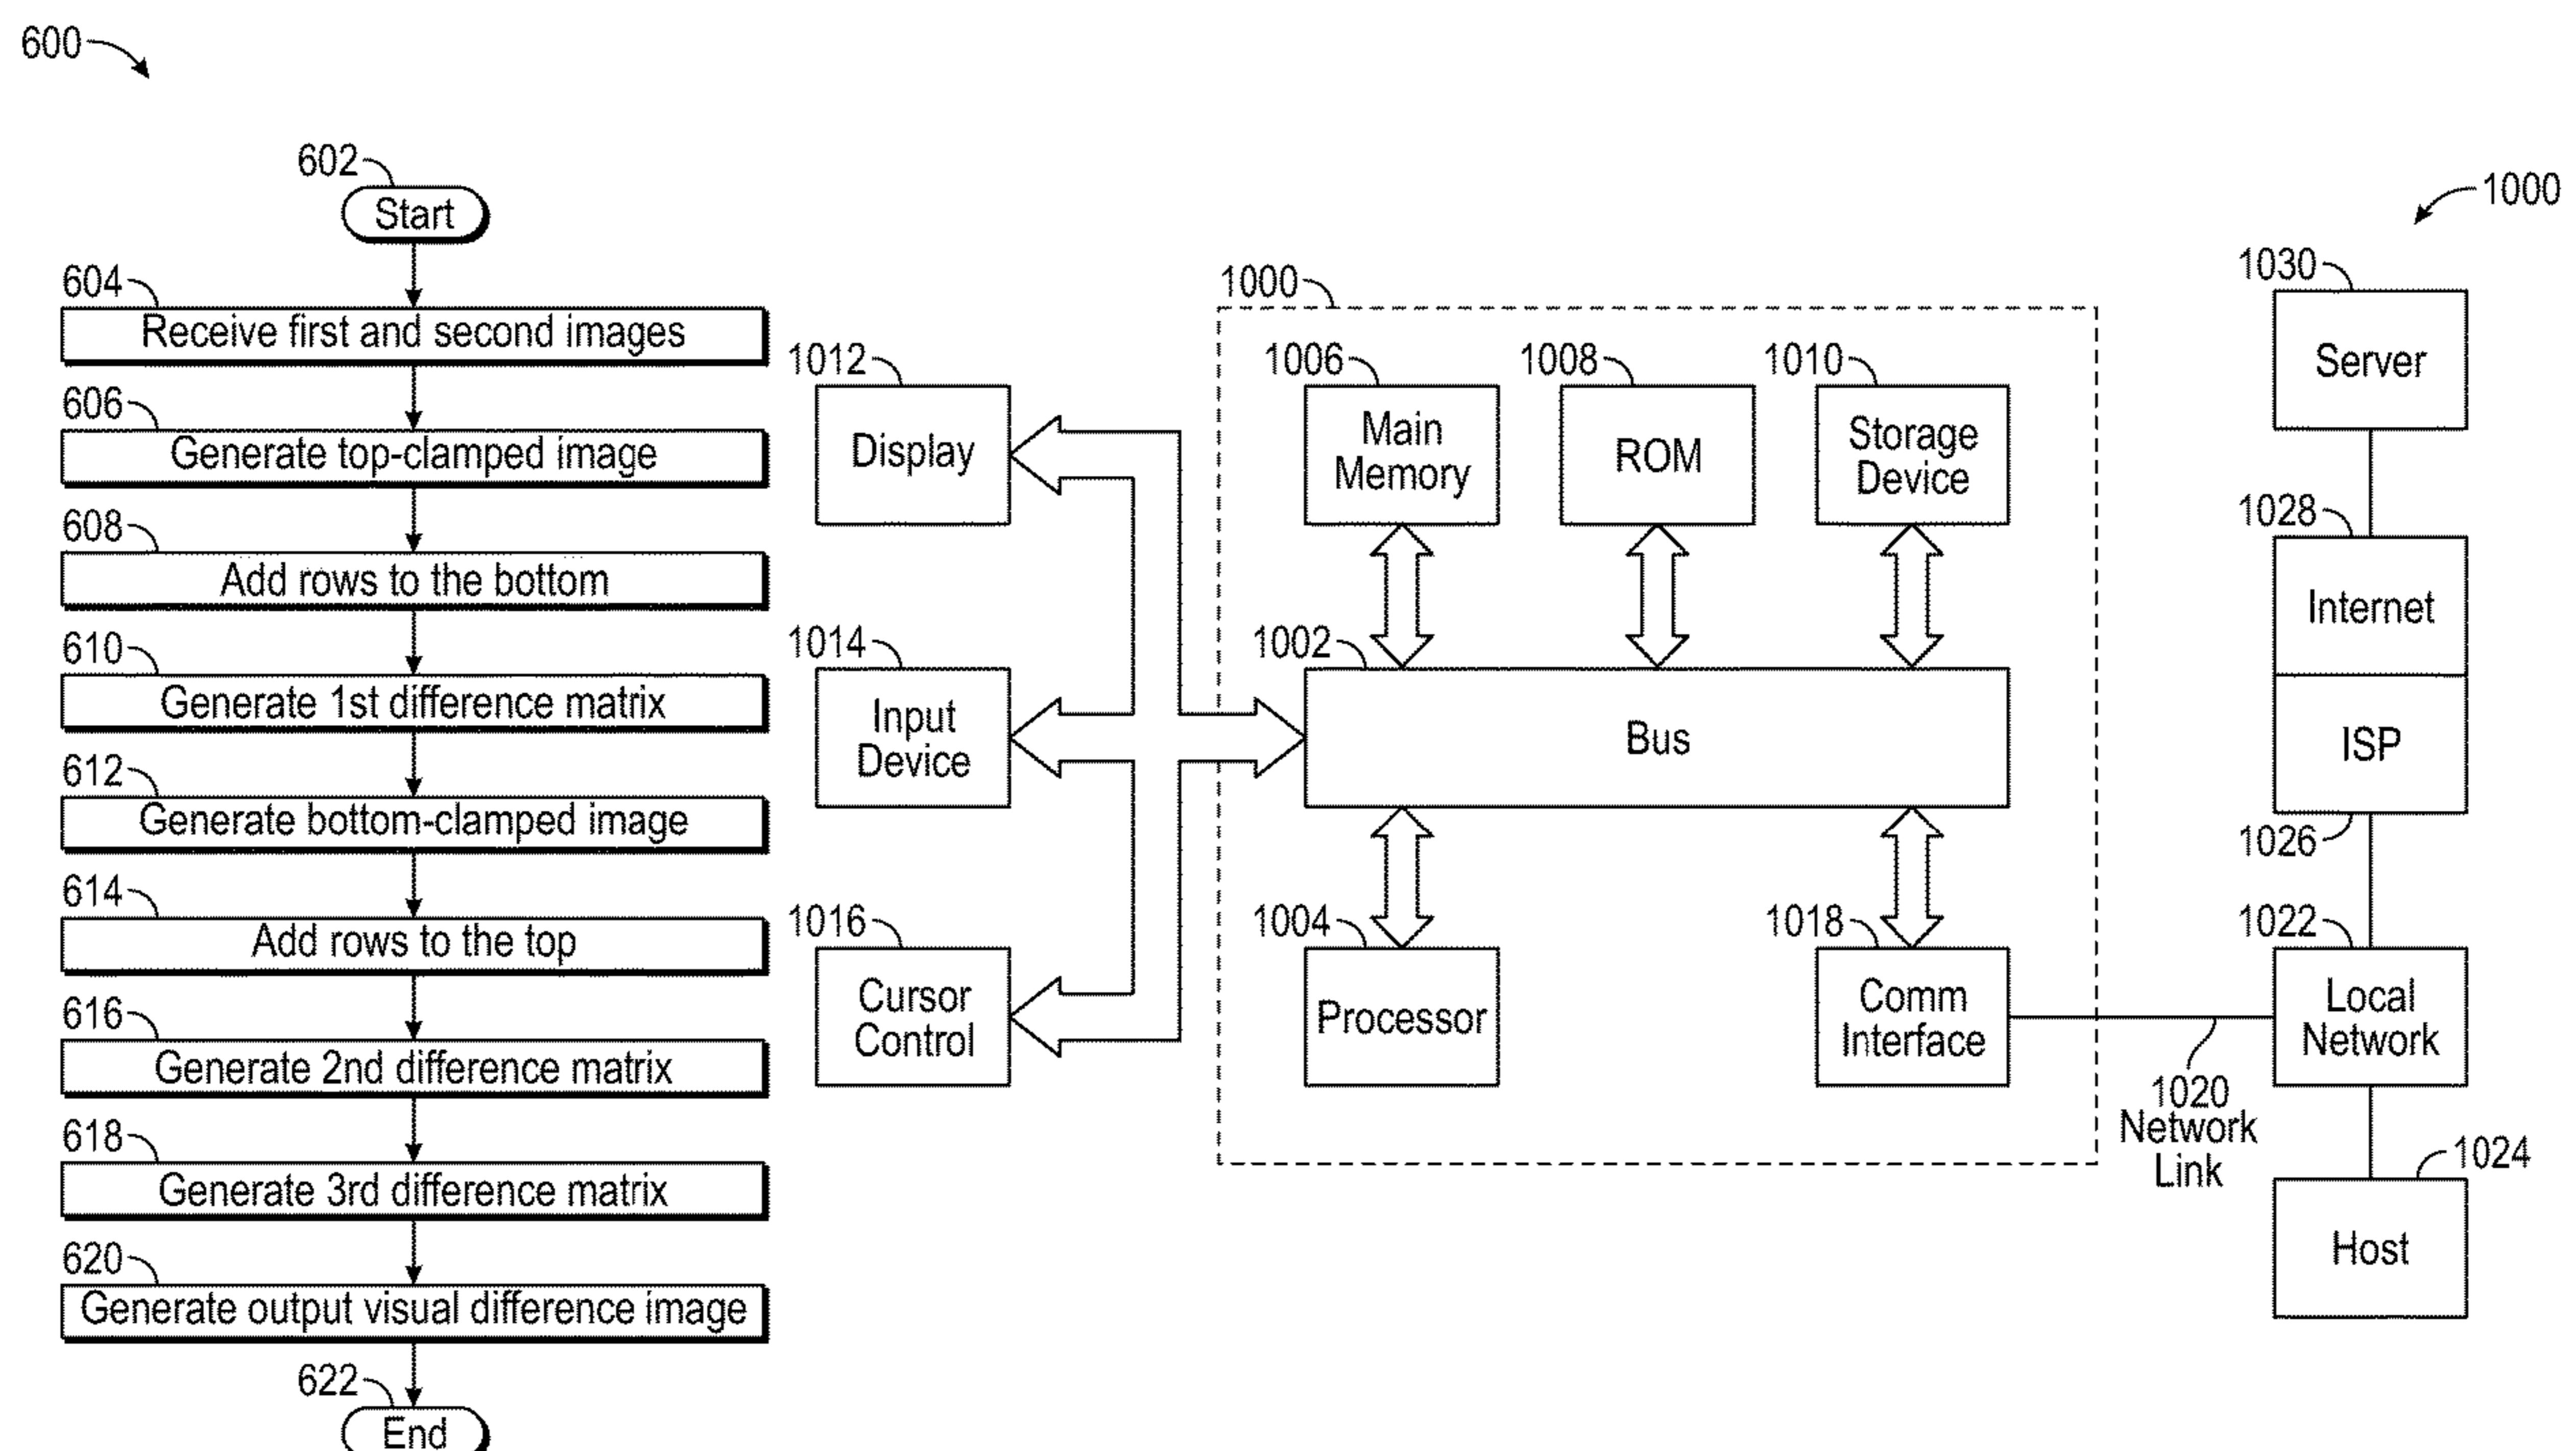 600
602
Start
604
Receive first and second images
606
Generate top-clamped image
608
Add rows to the bottom
610
Generate 1st difference matrix
612
Generate bottom-clamped image
614
Add rows to the top
616
Generate 2nd difference matrix
618
Generate 3rd difference matrix
620
Generate output visual difference image
622
End
1012
Display
1014
Input
Device
1016
Cursor
Control
1000
1006
Main
Memory
1008
ROM
1010
Storage
Device
1002
Bus
1004
Processor
1018
Comm
Interface
1020
Network
Link
1000
1030
Server
1028
Internet
ISP
1026
1022
Local
Network
1024
Host